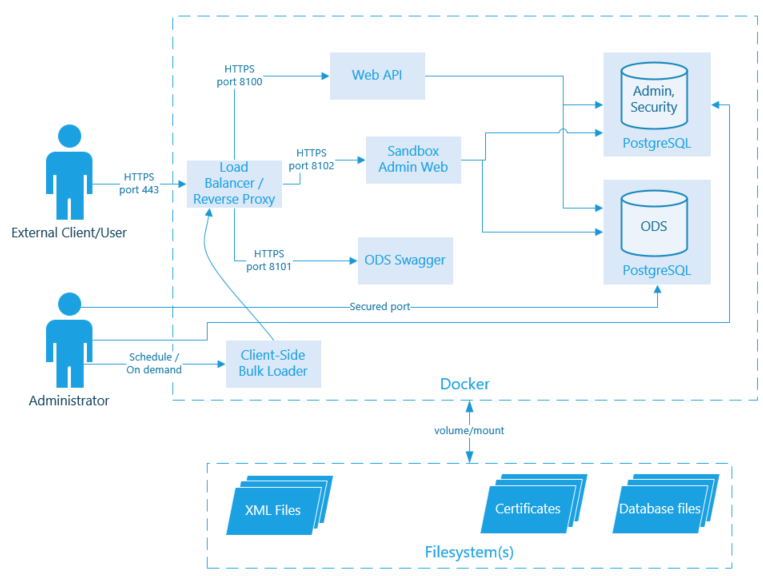 HTTPS
port 8100
Web API
Admin,
Security
PostgreSQL
HTTPS
port 8102
Sandbox
Admin Web
HTTPS
port 443
Load
Balancer /
Reverse Proxy
External Client/User
ODS
PostgreSQL
HTTPS
port 8101
ODS Swagger
Secured port
Schedule /
On demand
Client-Side
Bulk Loader
Administrator
Docker
volume/mount
XML Files
Certificates
Database files
Filesystem(s)